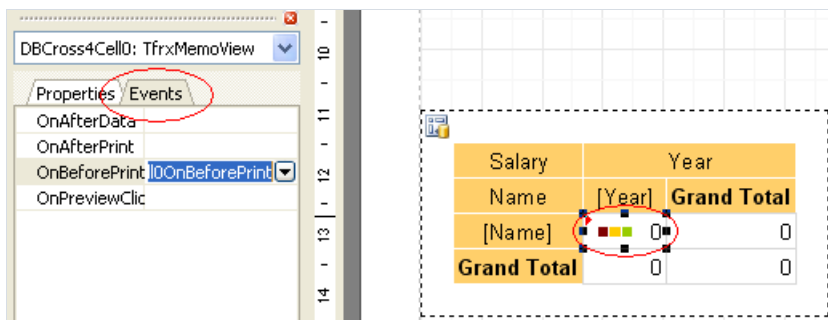 DBCross4Cell0: TfrxMemoView
Properties Events
OnAfterData
OnAfterPrint
OnBeforePrint l0OnBeforePrint
OnPreviewClic
10
11
12
13
14
Salary Year
Name [Year] Grand Total
[Name] 0 0
Grand Total 0 0